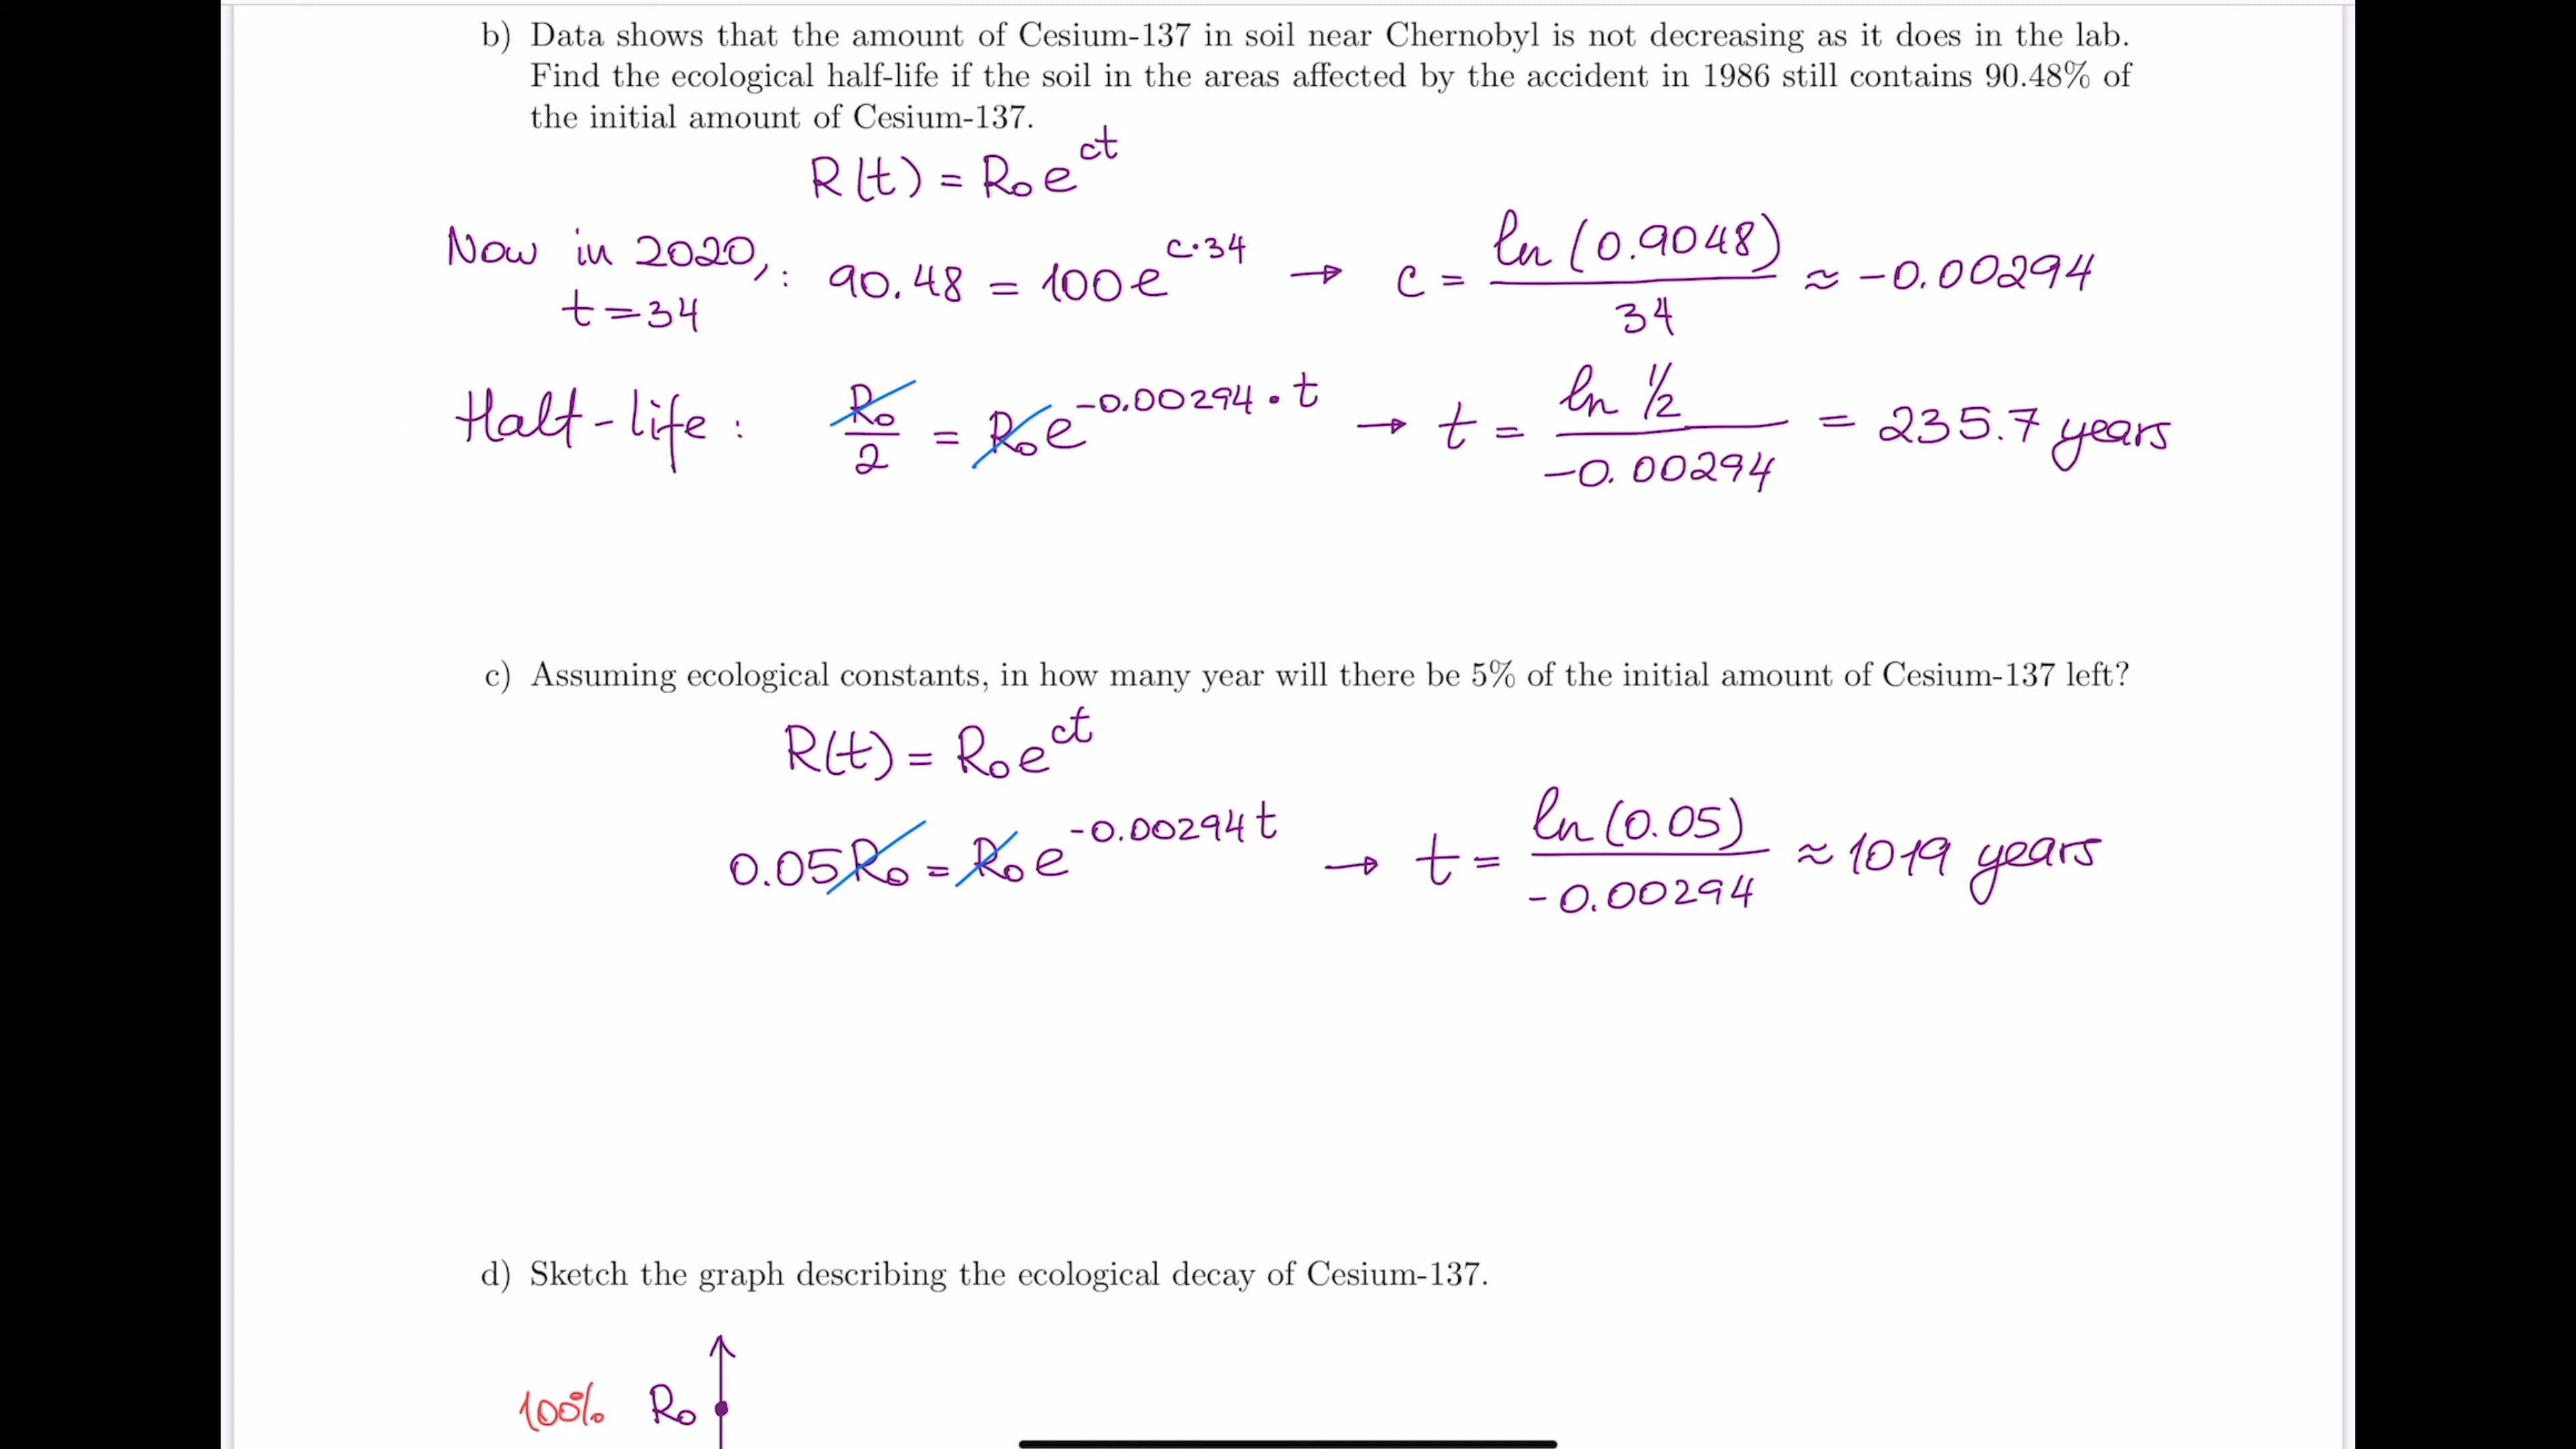 b) Data shows that the amount of Cesium-137 in soil near Chernobyl is not decreasing as it does in the lab.
Find the ecological half-life if the soil in the areas affected by the accident in 1986 still contains 90.48% of
the initial amount of Cesium-137.
R(t) = R₀e^ct
Now in 2020, t=34 : 90.48 = 100e^c·34 → c = ln(0.9048)/34 ≈ -0.00294
Half-life : R₀/2 = R₀e^-0.00294·t → t = ln ½/-0.00294 = 235.7 years
c) Assuming ecological constants, in how many year will there be 5% of the initial amount of Cesium-137 left?
R(t) = R₀e^ct
0.05R₀ = R₀e^-0.00294t → t = ln(0.05)/-0.00294 ≈ 1019 years
d) Sketch the graph describing the ecological decay of Cesium-137.
100% R₀